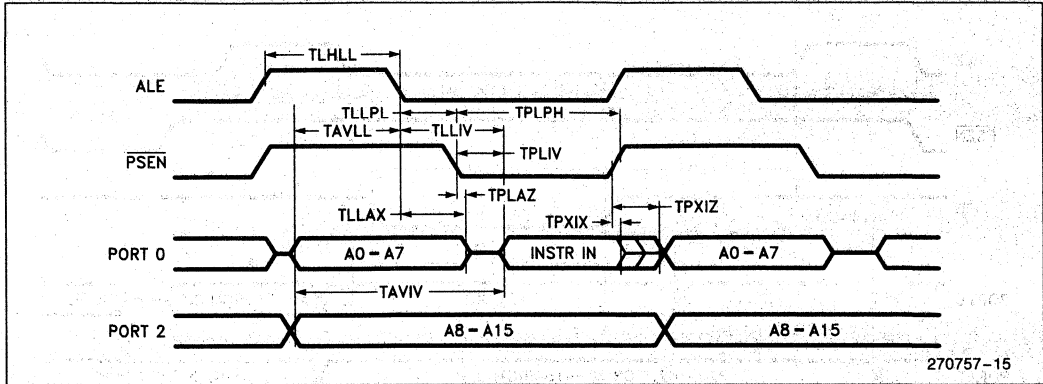 TLHLL
ALE
TLLPL TPLPH
TAVLL TLLIV
PSEN
TPLIV
TPLAZ
TLLAX
TPXIX TPXIZ
PORT 0
A0-A7 INSTR IN A0-A7
TAVIV
PORT 2
A8-A15 A8-A15
270757-15